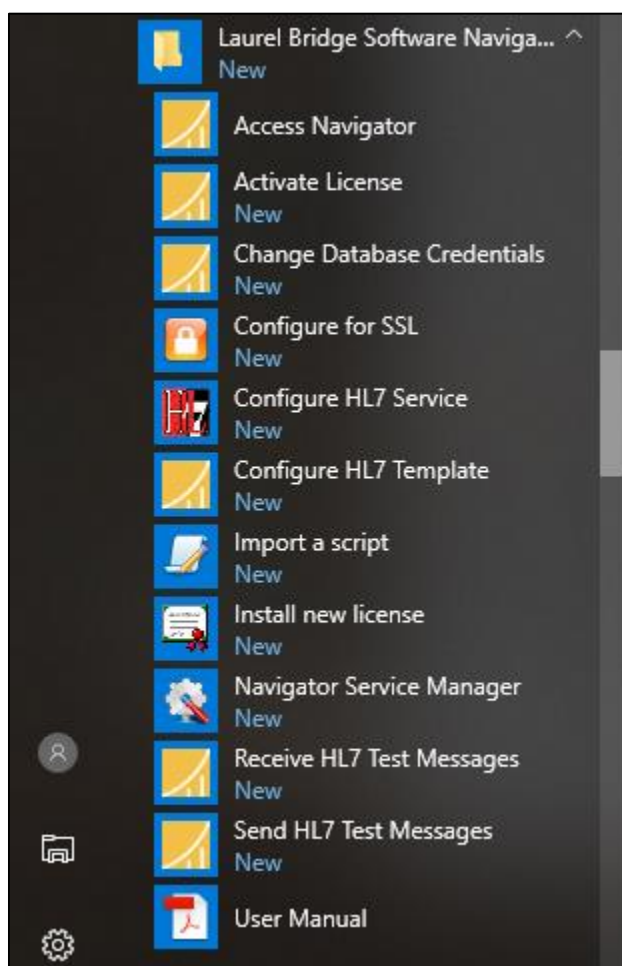 Laurel Bridge Software Naviga...
New
Access Navigator
Activate License
New
Change Database Credentials
New
Configure for SSL
New
HL7
Configure HL7 Service
New
Configure HL7 Template
New
Import a script
New
Install new license
New
Navigator Service Manager
New
Receive HL7 Test Messages
New
Send HL7 Test Messages
New
User Manual